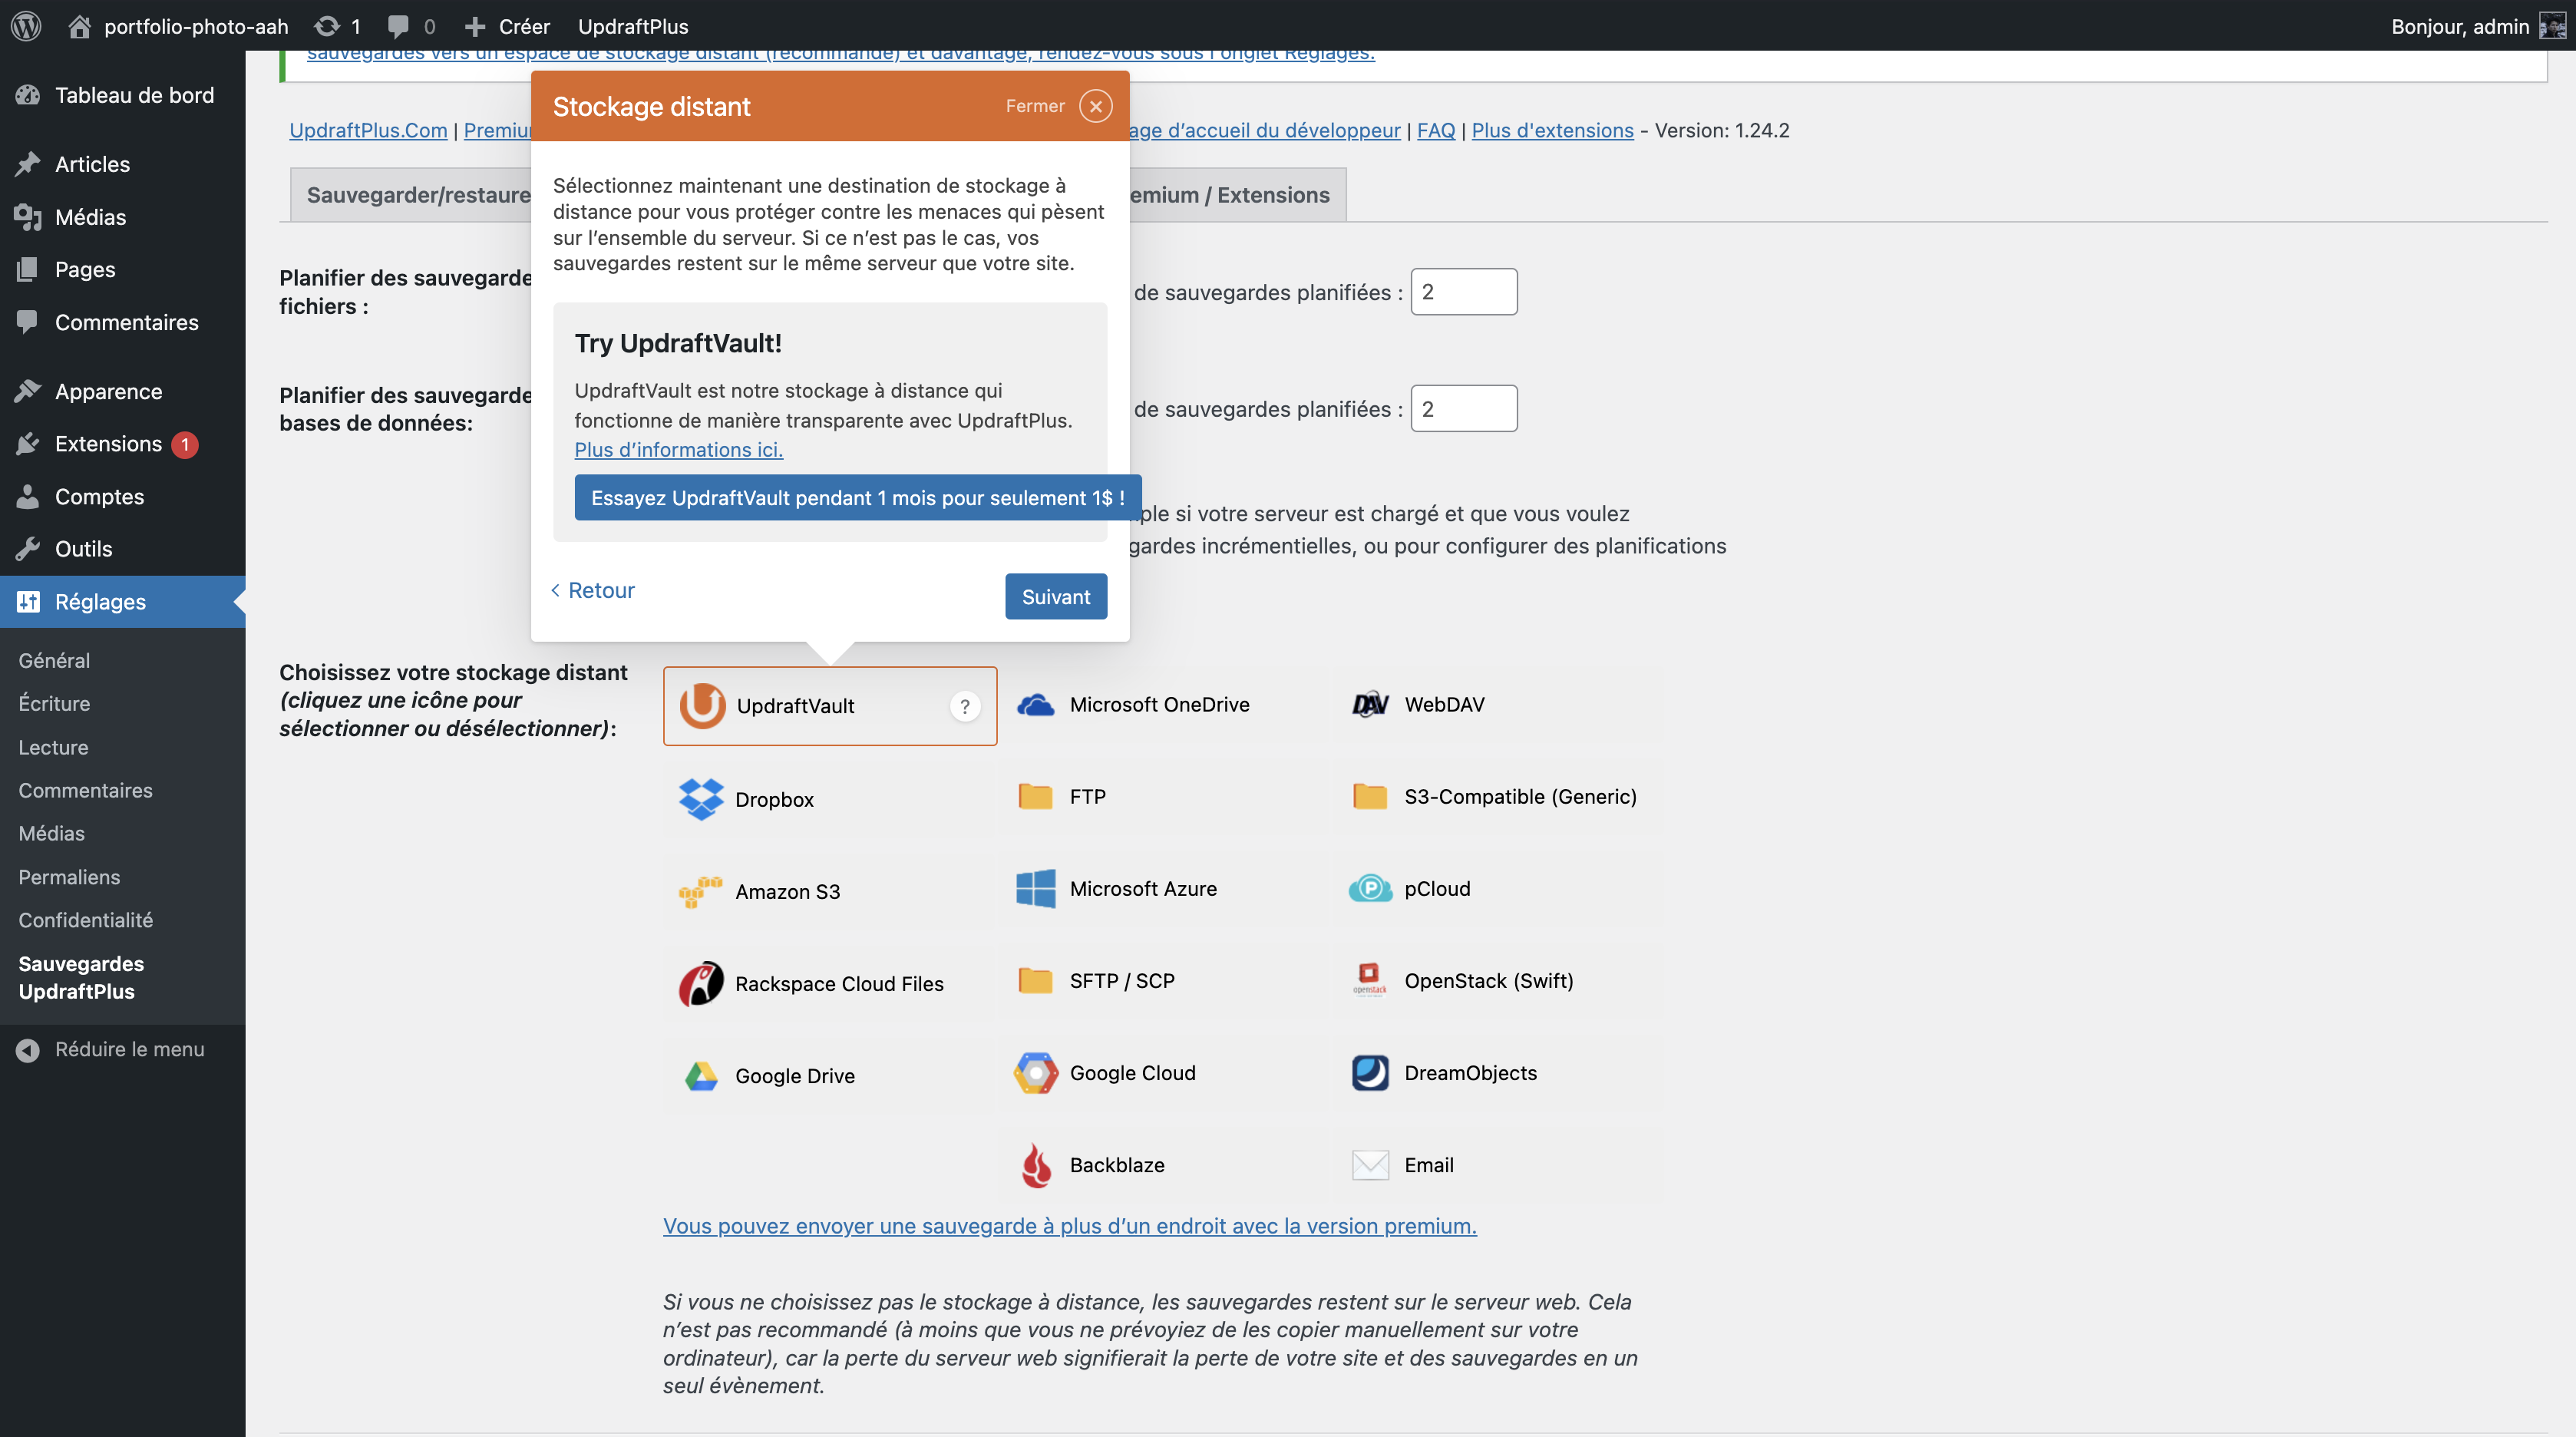 portfolio-photo-aah
1
0
Créer
UpdraftPlus
Bonjour, admin
Tableau de bord
Articles
Médias
Pages
Commentaires
Apparence
Extensions 1
Comptes
Outils
Réglages
Général
Écriture
Lecture
Commentaires
Médias
Permaliens
Confidentialité
Sauvegardes
UpdraftPlus
Réduire le menu
sauvegardes vers un espace de stockage distant (recommandé) et davantage, rendez-vous sous l'onglet Réglages.
UpdraftPlus.Com | Premiu
age d’accueil du développeur | FAQ | Plus d'extensions - Version: 1.24.2
Sauvegarder/restaure
emium / Extensions
Stockage distant
Fermer
Sélectionnez maintenant une destination de stockage à
distance pour vous protéger contre les menaces qui pèsent
sur l’ensemble du serveur. Si ce n’est pas le cas, vos
sauvegardes restent sur le même serveur que votre site.
Try UpdraftVault!
UpdraftVault est notre stockage à distance qui
fonctionne de manière transparente avec UpdraftPlus.
Plus d’informations ici.
Essayez UpdraftVault pendant 1 mois pour seulement 1$ !
Retour
Suivant
Planifier des sauvegarde
fichiers :
de sauvegardes planifiées : 2
Planifier des sauvegarde
bases de données:
de sauvegardes planifiées : 2
ple si votre serveur est chargé et que vous voulez
gardes incrémentielles, ou pour configurer des planifications
Choisissez votre stockage distant
(cliquez une icône pour
sélectionner ou désélectionner):
UpdraftVault ?
Microsoft OneDrive
DAV WebDAV
Dropbox
FTP
S3-Compatible (Generic)
Amazon S3
Microsoft Azure
pCloud
Rackspace Cloud Files
SFTP / SCP
openstack OpenStack (Swift)
Google Drive
Google Cloud
DreamObjects
Backblaze
Email
Vous pouvez envoyer une sauvegarde à plus d’un endroit avec la version premium.
Si vous ne choisissez pas le stockage à distance, les sauvegardes restent sur le serveur web. Cela
n’est pas recommandé (à moins que vous ne prévoyiez de les copier manuellement sur votre
ordinateur), car la perte du serveur web signifierait la perte de votre site et des sauvegardes en un
seul évènement.